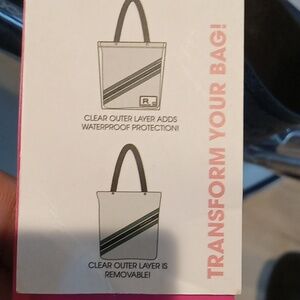 R
CLEAR OUTER LAYER ADDS
WATERPROOF PROTECTION!
CLEAR OUTER LAYER IS
REMOVABLE!
TRANSFORM YOUR BAG!